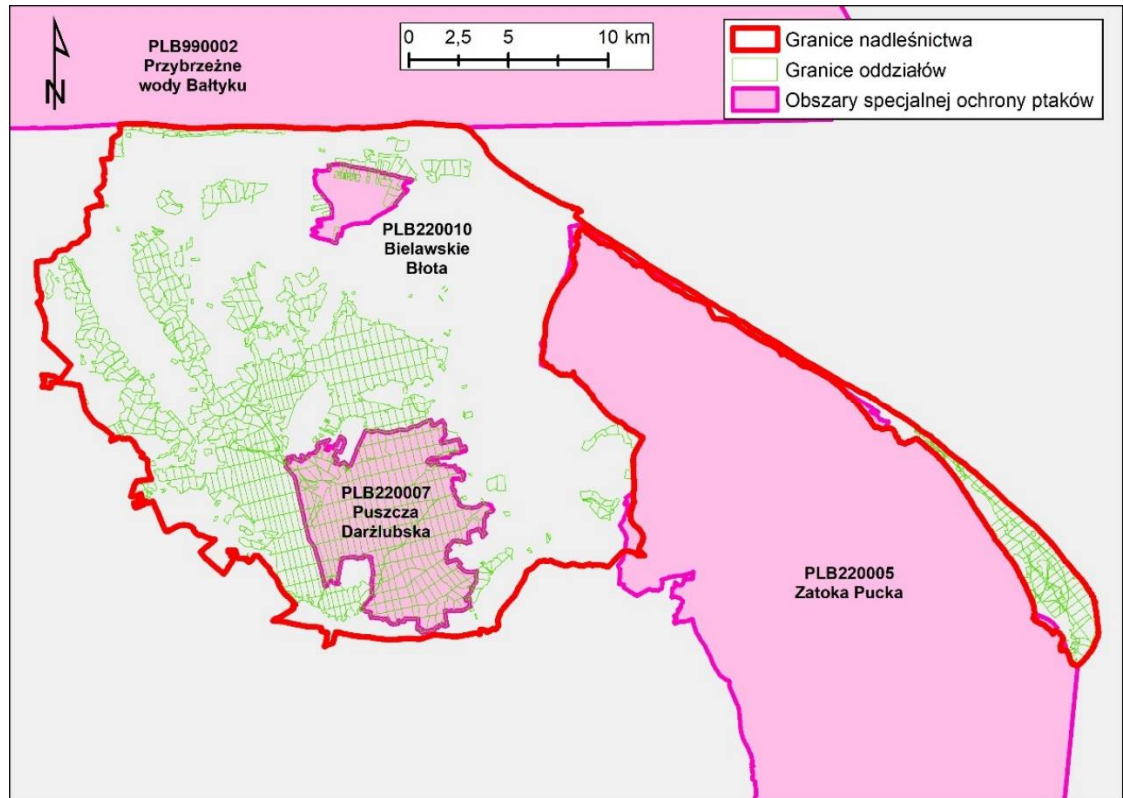 PLB990002
Przybrzeżne
wody Bałtyku
N
0 2,5 5 10 km
Granice nadleśnictwa
Granice oddziałów
Obszary specjalnej ochrony ptaków
PLB220010
Bielawskie
Błota
PLB220007
Puszcza
Darżlubska
PLB220005
Zatoka Pucka